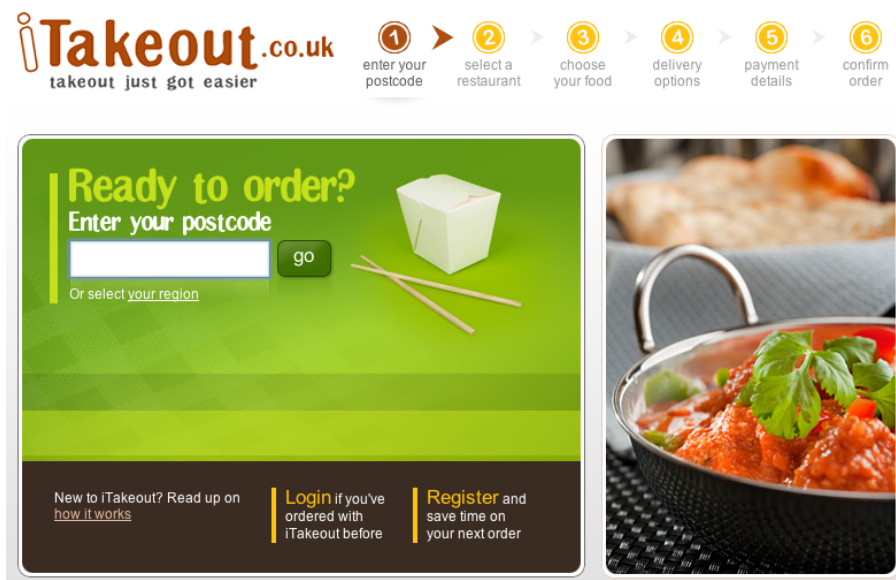 iTakeout.co.uk
takeout just got easier
1
enter your
postcode
2
select a
restaurant
3
choose
your food
4
delivery
options
5
payment
details
6
confirm
order
Ready to order?
Enter your postcode
go
Or select your region
New to iTakeout? Read up on
how it works
Login if you've
ordered with
iTakeout before
Register and
save time on
your next order